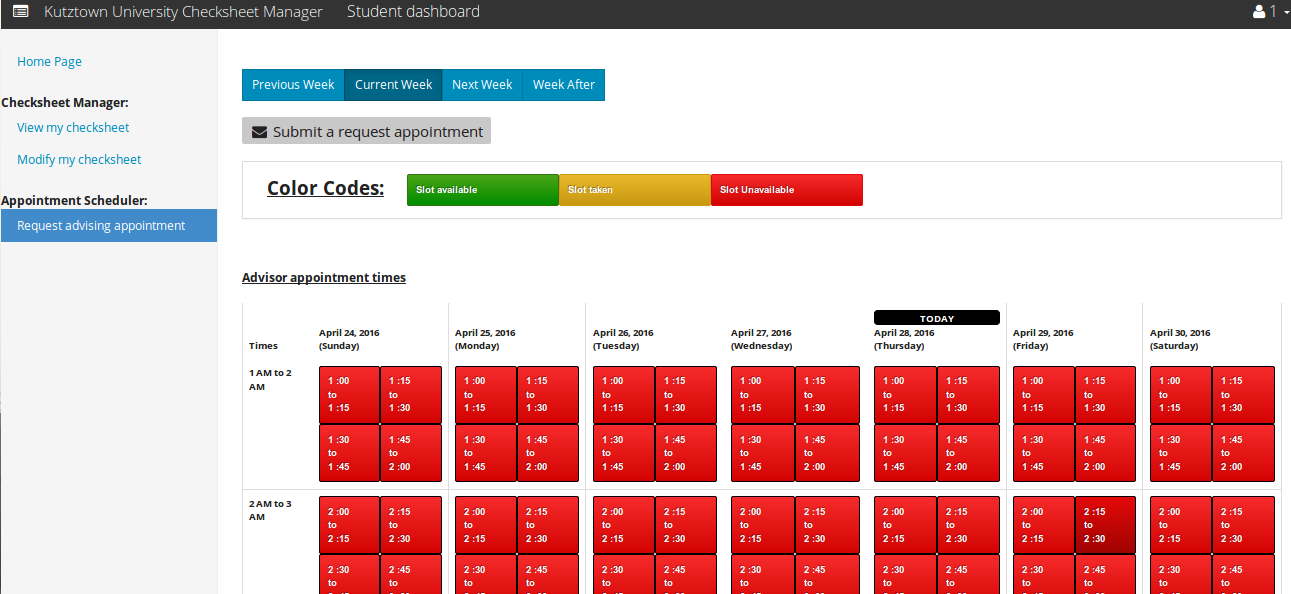 Kutztown University Checksheet Manager Student dashboard 1
Home Page
Checksheet Manager:
View my checksheet
Modify my checksheet
Appointment Scheduler:
Request advising appointment
Previous Week Current Week Next Week Week After
Submit a request appointment
Color Codes: Slot available Slot taken Slot Unavailable
Advisor appointment times
TODAY
April 24, 2016 April 25, 2016 April 26, 2016 April 27, 2016 April 28, 2016 April 29, 2016 April 30, 2016
Times (Sunday) (Monday) (Tuesday) (Wednesday) (Thursday) (Friday) (Saturday)
1 AM to 2
AM
1 :00 1 :15 1 :00 1 :15 1 :00 1 :15 1 :00 1 :15 1 :00 1 :15 1 :00 1 :15 1 :00 1 :15
to to to to to to to to to to to to to to
1 :15 1 :30 1 :15 1 :30 1 :15 1 :30 1 :15 1 :30 1 :15 1 :30 1 :15 1 :30 1 :15 1 :30
1 :30 1 :45 1 :30 1 :45 1 :30 1 :45 1 :30 1 :45 1 :30 1 :45 1 :30 1 :45 1 :30 1 :45
to to to to to to to to to to to to to to
1 :45 2 :00 1 :45 2 :00 1 :45 2 :00 1 :45 2 :00 1 :45 2 :00 1 :45 2 :00 1 :45 2 :00
2 AM to 3
AM
2 :00 2 :15 2 :00 2 :15 2 :00 2 :15 2 :00 2 :15 2 :00 2 :15 2 :00 2 :15 2 :00 2 :15
to to to to to to to to to to to to to to
2 :15 2 :30 2 :15 2 :30 2 :15 2 :30 2 :15 2 :30 2 :15 2 :30 2 :15 2 :30 2 :15 2 :30
2 :30 2 :45 2 :30 2 :45 2 :30 2 :45 2 :30 2 :45 2 :30 2 :45 2 :30 2 :45 2 :30 2 :45
to to to to to to to to to to to to to to